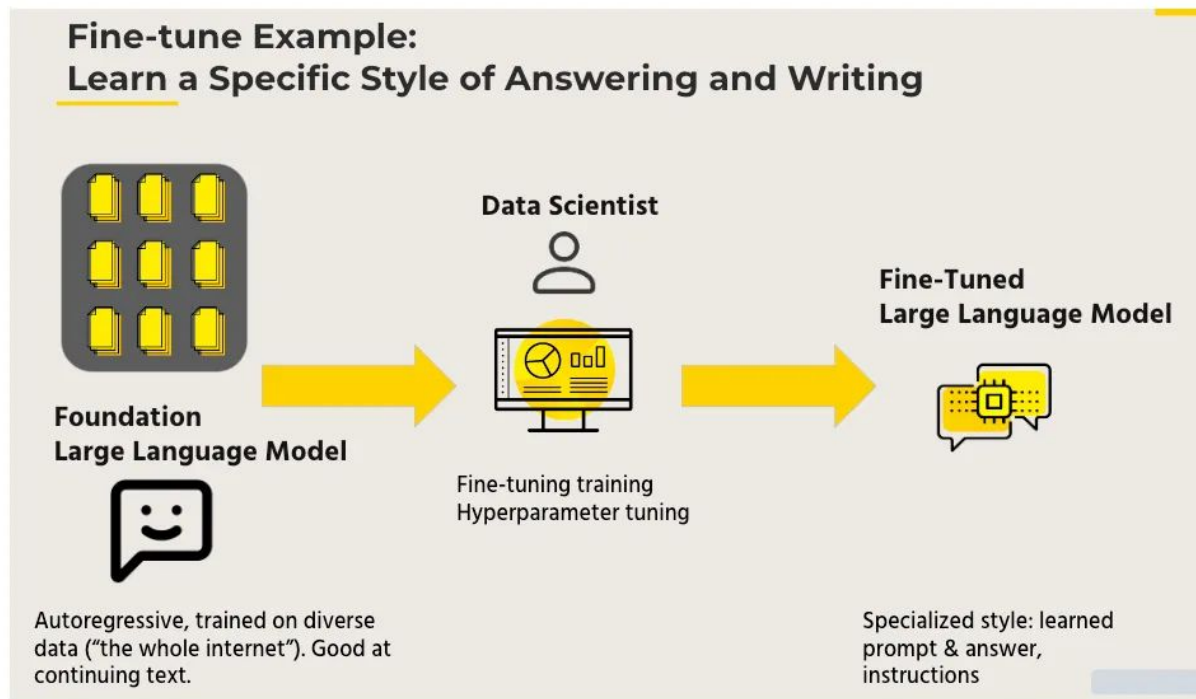 Fine-tune Example:
Learn a Specific Style of Answering and Writing
Data Scientist
Fine-Tuned
Large Language Model
Foundation
Large Language Model
Fine-tuning training
Hyperparameter tuning
Autoregressive, trained on diverse
data (“the whole internet”). Good at
continuing text.
Specialized style: learned
prompt & answer,
instructions